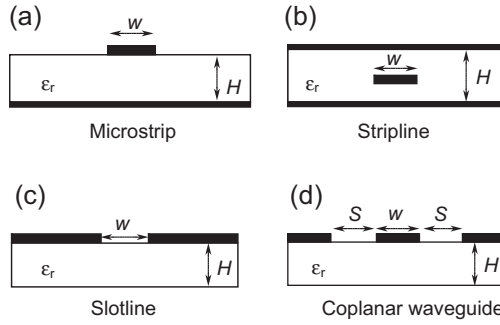 (a)
w
εr
H
Microstrip
(b)
w
εr
H
Stripline
(c)
w
εr
H
Slotline
(d)
S w S
εr
H
Coplanar waveguide